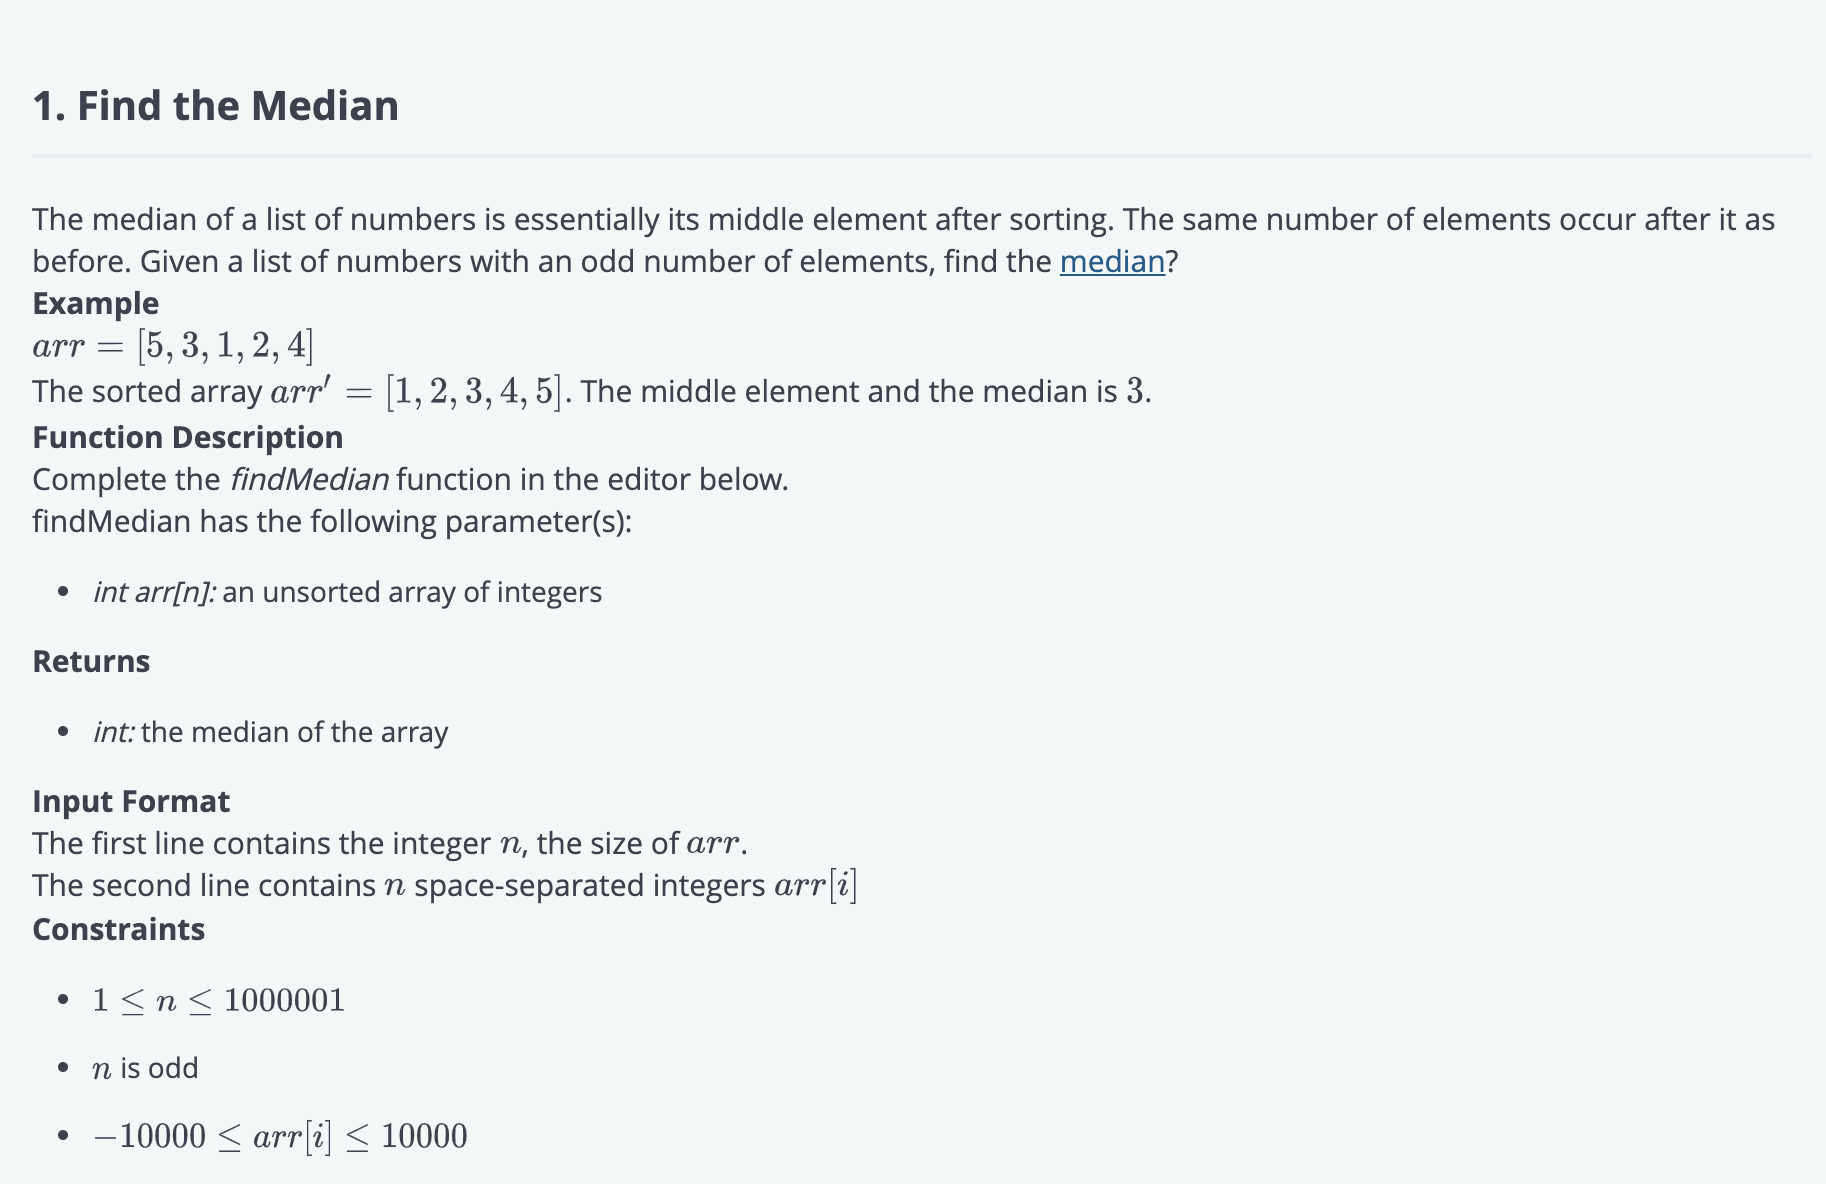 1. Find the Median
The median of a list of numbers is essentially its middle element after sorting. The same number of elements occur after it as
before. Given a list of numbers with an odd number of elements, find the median?
Example
arr = [5, 3, 1, 2, 4]
The sorted array arr′ = [1, 2, 3, 4, 5]. The middle element and the median is 3.
Function Description
Complete the findMedian function in the editor below.
findMedian has the following parameter(s):
• int arr[n]: an unsorted array of integers
Returns
• int: the median of the array
Input Format
The first line contains the integer n, the size of arr.
The second line contains n space-separated integers arr[i]
Constraints
• 1 ≤ n ≤ 1000001
• n is odd
• −10000 ≤ arr[i] ≤ 10000